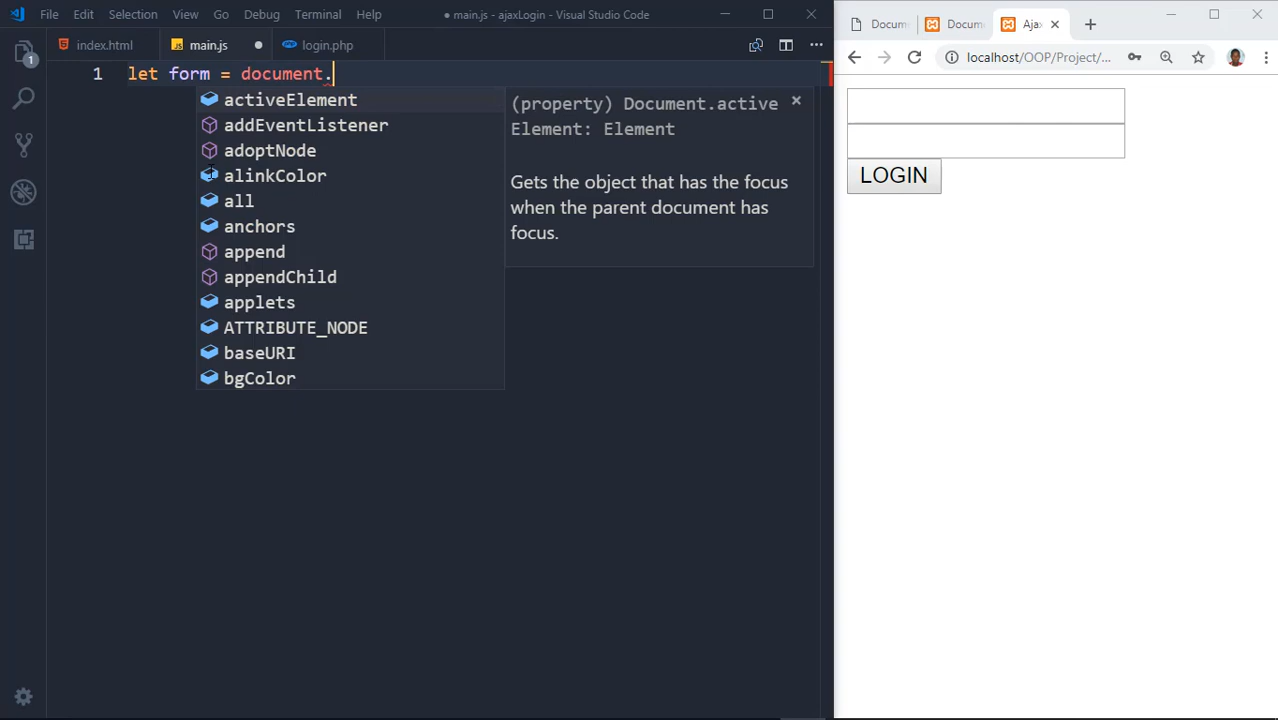 File Edit Selection View Go Debug Terminal Help
● main.js - ajaxLogin - Visual Studio Code
Docum
Docum
Aja
index.html
JS main.js
php login.php
localhost/OOP/Project/...
1
1 let form = document.
activeElement
addEventListener
adoptNode
alinkColor
all
anchors
append
appendChild
applets
ATTRIBUTE_NODE
baseURI
bgColor
(property) Document.active
Element: Element
Gets the object that has the focus
when the parent document has
focus.
LOGIN